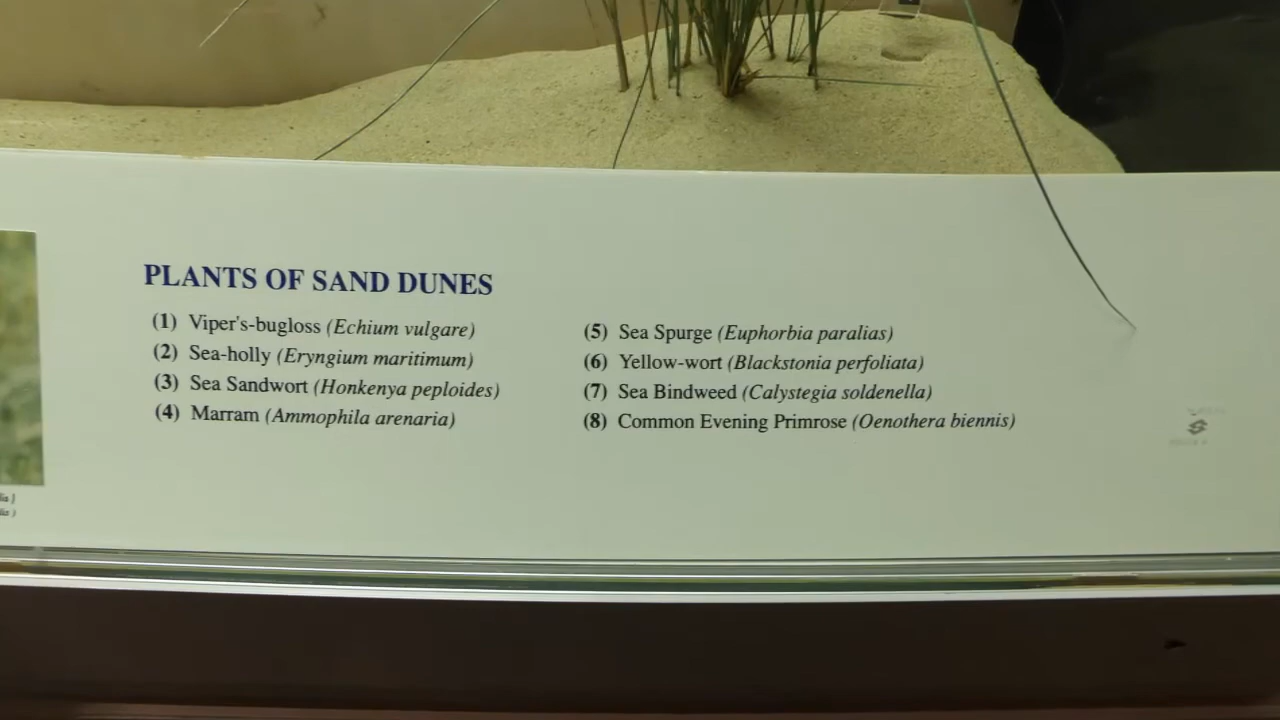 PLANTS OF SAND DUNES
(1) Viper's-bugloss (Echium vulgare)
(2) Sea-holly (Eryngium maritimum)
(3) Sea Sandwort (Honkenya peploides)
(4) Marram (Ammophila arenaria)
(5) Sea Spurge (Euphorbia paralias)
(6) Yellow-wort (Blackstonia perfoliata)
(7) Sea Bindweed (Calystegia soldenella)
(8) Common Evening Primrose (Oenothera biennis)